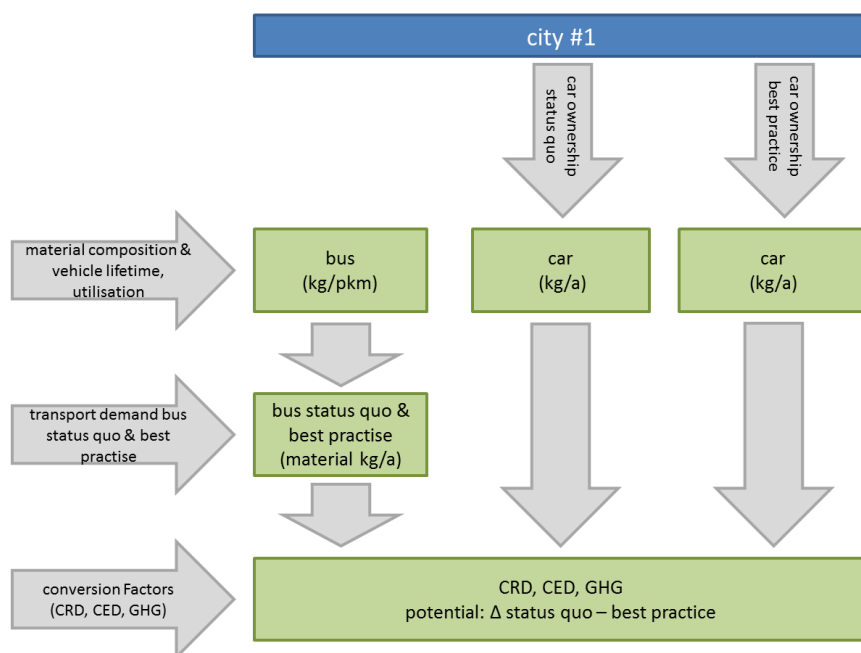 city #1
car ownership
status quo
car ownership
best practice
material composition &
vehicle lifetime,
utilisation
bus
(kg/pkm)
car
(kg/a)
car
(kg/a)
transport demand bus
status quo & best
practise
bus status quo &
best practise
(material kg/a)
conversion Factors
(CRD, CED, GHG)
CRD, CED, GHG
potential: Δ status quo – best practice